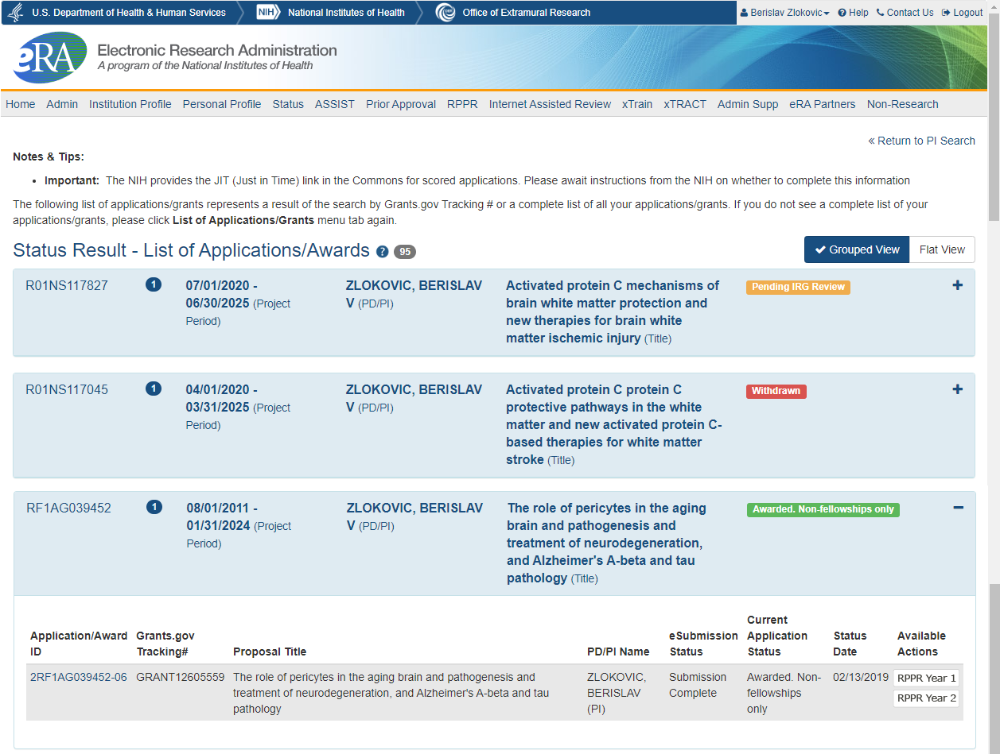 U.S. Department of Health & Human Services NIH National Institutes of Health Office of Extramural Research Berislav Zlokovic Help Contact Us Logout
eRA Electronic Research Administration
A program of the National Institutes of Health
Home Admin Institution Profile Personal Profile Status ASSIST Prior Approval RPPR Internet Assisted Review xTrain xTRACT Admin Supp eRA Partners Non-Research
« Return to PI Search
Notes & Tips:
• Important: The NIH provides the JIT (Just in Time) link in the Commons for scored applications. Please await instructions from the NIH on whether to complete this information
The following list of applications/grants represents a result of the search by Grants.gov Tracking # or a complete list of all your applications/grants. If you do not see a complete list of your
applications/grants, please click List of Applications/Grants menu tab again.
Status Result - List of Applications/Awards ? 95 Grouped View Flat View
R01NS117827 1 07/01/2020 - ZLOKOVIC, BERISLAV Activated protein C mechanisms of Pending IRG Review +
06/30/2025 (Project V (PD/PI) brain white matter protection and
Period) new therapies for brain white
matter ischemic injury (Title)
R01NS117045 1 04/01/2020 - ZLOKOVIC, BERISLAV Activated protein C protein C Withdrawn +
03/31/2025 (Project V (PD/PI) protective pathways in the white
Period) matter and new activated protein C-
based therapies for white matter
stroke (Title)
RF1AG039452 1 08/01/2011 - ZLOKOVIC, BERISLAV The role of pericytes in the aging Awarded. Non-fellowships only −
01/31/2024 (Project V (PD/PI) brain and pathogenesis and
Period) treatment of neurodegeneration,
and Alzheimer's A-beta and tau
pathology (Title)
Application/Award ID Grants.gov Tracking# Proposal Title PD/PI Name eSubmission Status Current Application Status Status Date Available Actions
2RF1AG039452-06 GRANT12605559 The role of pericytes in the aging brain and pathogenesis and ZLOKOVIC, Submission Awarded. Non- 02/13/2019 RPPR Year 1
treatment of neurodegeneration, and Alzheimer's A-beta and tau BERISLAV Complete fellowships RPPR Year 2
pathology (PI) only